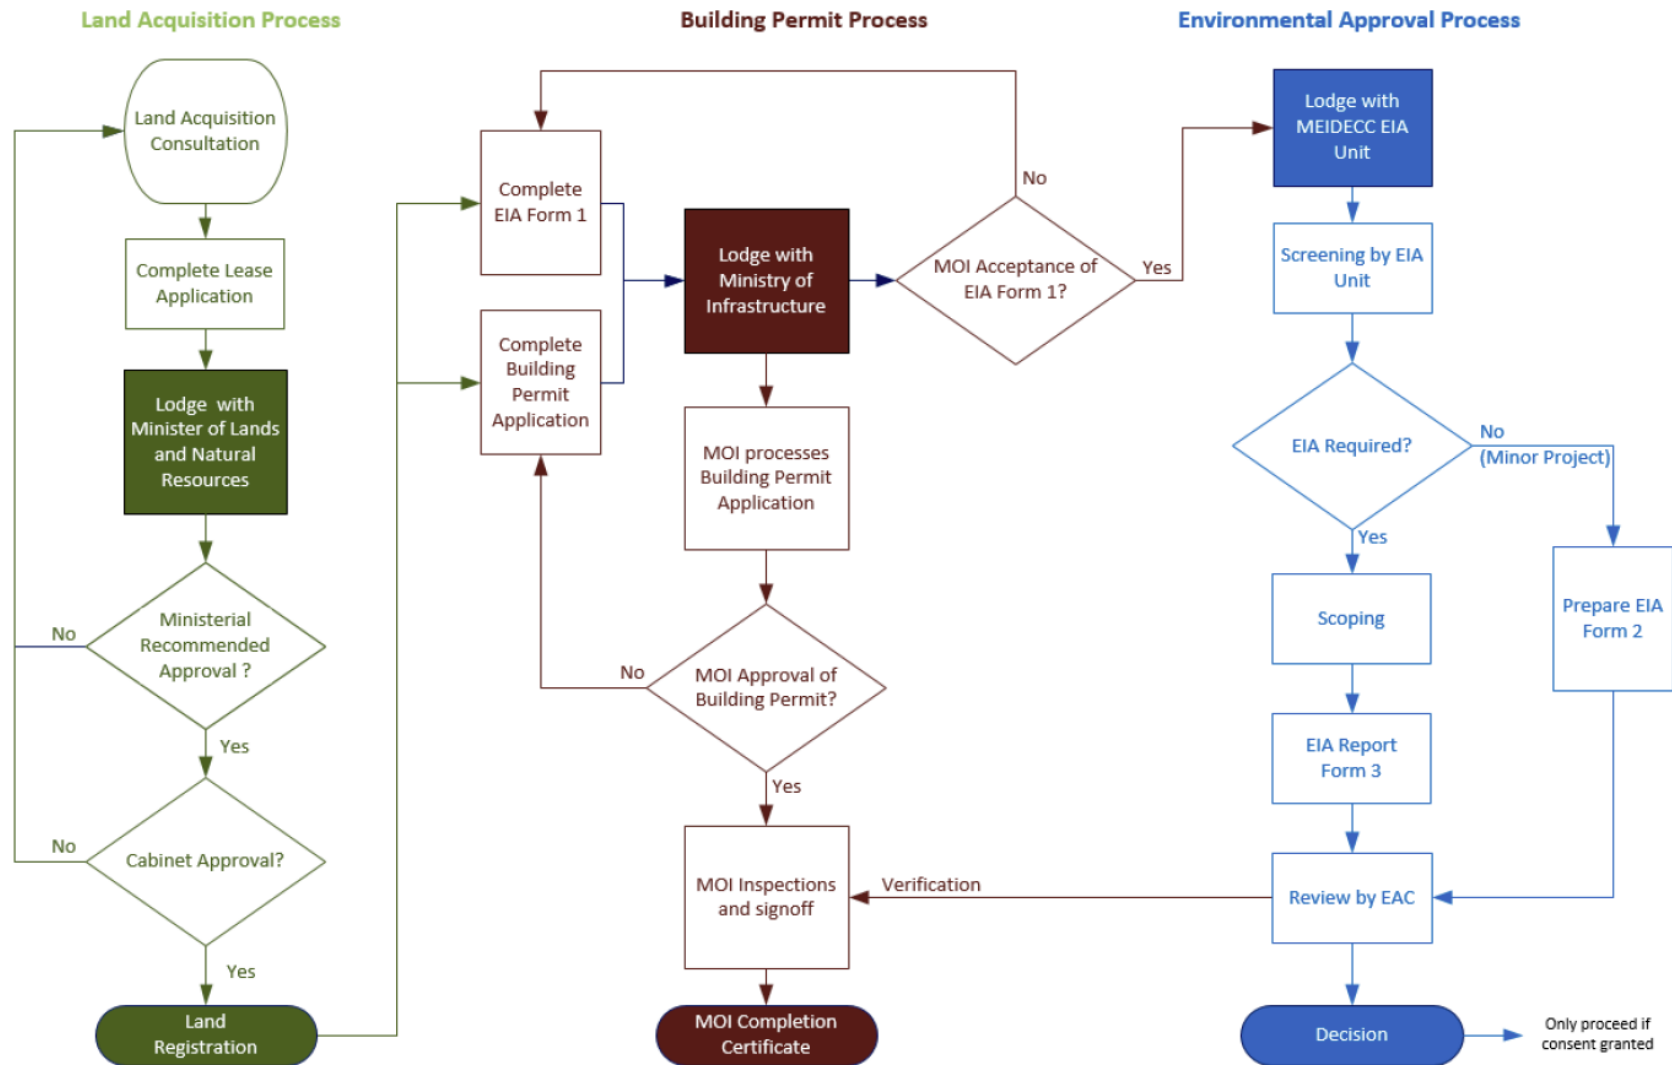 Land Acquisition Process
Land Acquisition
Consultation
Complete Lease
Application
Lodge with
Minister of Lands
and Natural
Resources
No
Ministerial
Recommended
Approval ?
Yes
No
Cabinet Approval?
Yes
Land
Registration
Building Permit Process
Complete
EIA Form 1
Complete
Building
Permit
Application
Lodge with
Ministry of
Infrastructure
No
MOI Acceptance of
EIA Form 1?
Yes
MOI processes
Building Permit
Application
No
MOI Approval of
Building Permit?
Yes
MOI Inspections
and signoff
Verification
MOI Completion
Certificate
Environmental Approval Process
Lodge with
MEIDECC EIA
Unit
Screening by EIA
Unit
EIA Required?
No
(Minor Project)
Yes
Scoping
Prepare EIA
Form 2
EIA Report
Form 3
Review by EAC
Decision
Only proceed if
consent granted